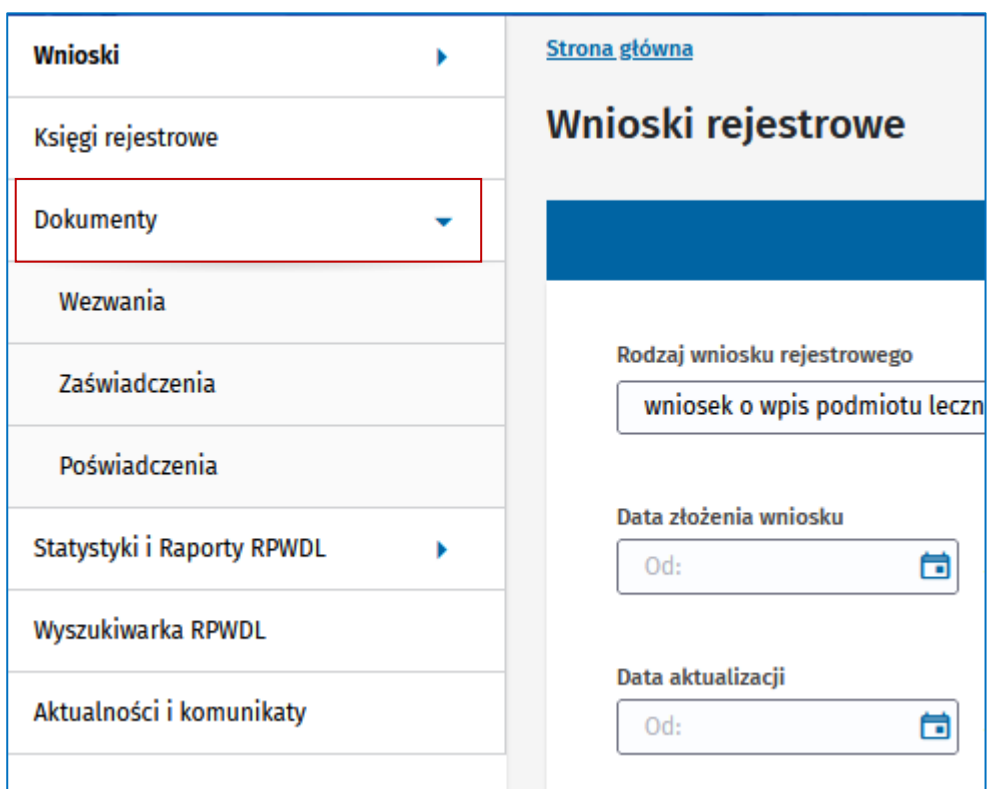 Wnioski
Księgi rejestrowe
Dokumenty
Wezwania
Zaświadczenia
Poświadczenia
Statystyki i Raporty RPWDL
Wyszukiwarka RPWDL
Aktualności i komunikaty
Strona główna
Wnioski rejestrowe
Rodzaj wniosku rejestrowego
wniosek o wpis podmiotu leczn
Data złożenia wniosku
Od:
Data aktualizacji
Od: